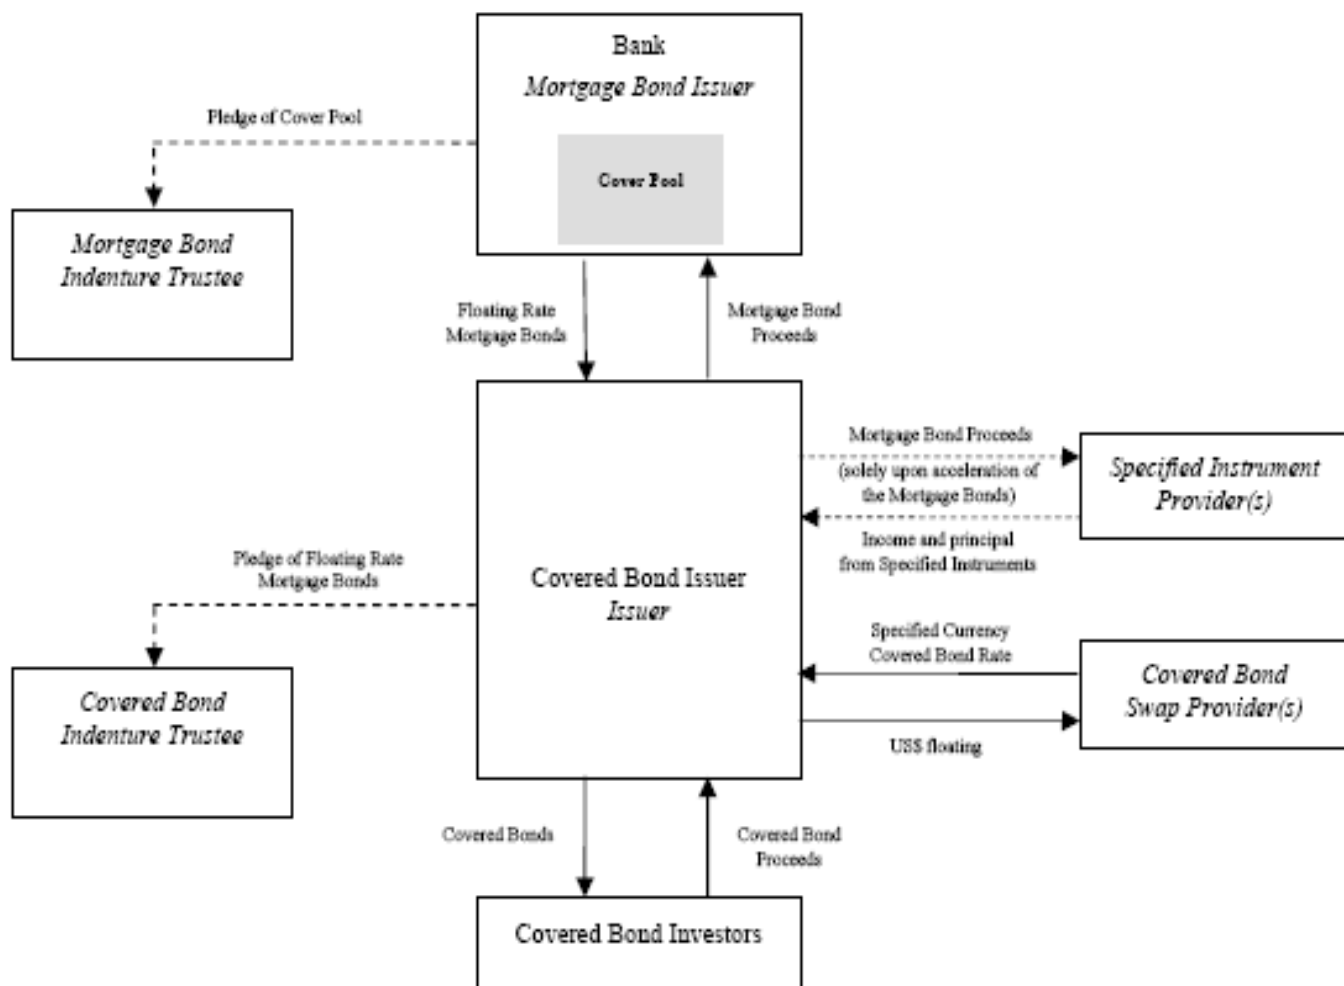 Bank
Mortgage Bond Issuer
Pledge of Cover Pool
Cover Pool
Mortgage Bond
Indenture Trustee
Floating Rate
Mortgage Bonds
Mortgage Bond
Proceeds
Mortgage Bond Proceeds
(solely upon acceleration of
the Mortgage Bonds)
Specified Instrument
Provider(s)
Income and principal
from Specified Instruments
Pledge of Floating Rate
Mortgage Bonds
Covered Bond Issuer
Issuer
Specified Currency
Covered Bond Rate
Covered Bond
Swap Provider(s)
Covered Bond
Indenture Trustee
US$ floating
Covered Bonds
Covered Bond
Proceeds
Covered Bond Investors